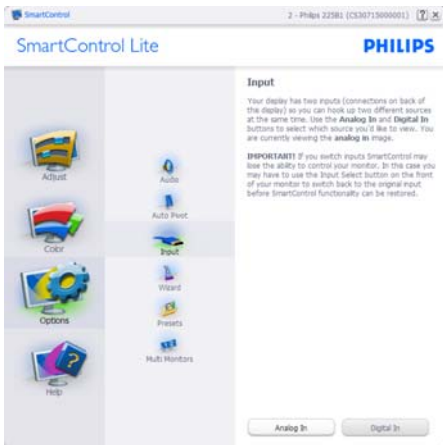 SmartControl
2 - Philips 225B1 (CS30715000001)
? X
SmartControl Lite
PHILIPS
Adjust
Color
Options
Help
Audio
Auto Pivot
Input
Wizard
Presets
Multi Monitors
Input
Your display has two inputs (connections on back of
the display) so you can hook up two different sources
at the same time. Use the Analog In and Digital In
buttons to select which source you'd like to view. You
are currently viewing the analog in image.
IMPORTANT! If you switch inputs SmartControl may
lose the ability to control your monitor. In this case you
may have to use the Input Select button on the front
of your monitor to switch back to the original input
before SmartControl functionality can be restored.
Analog In
Digital In